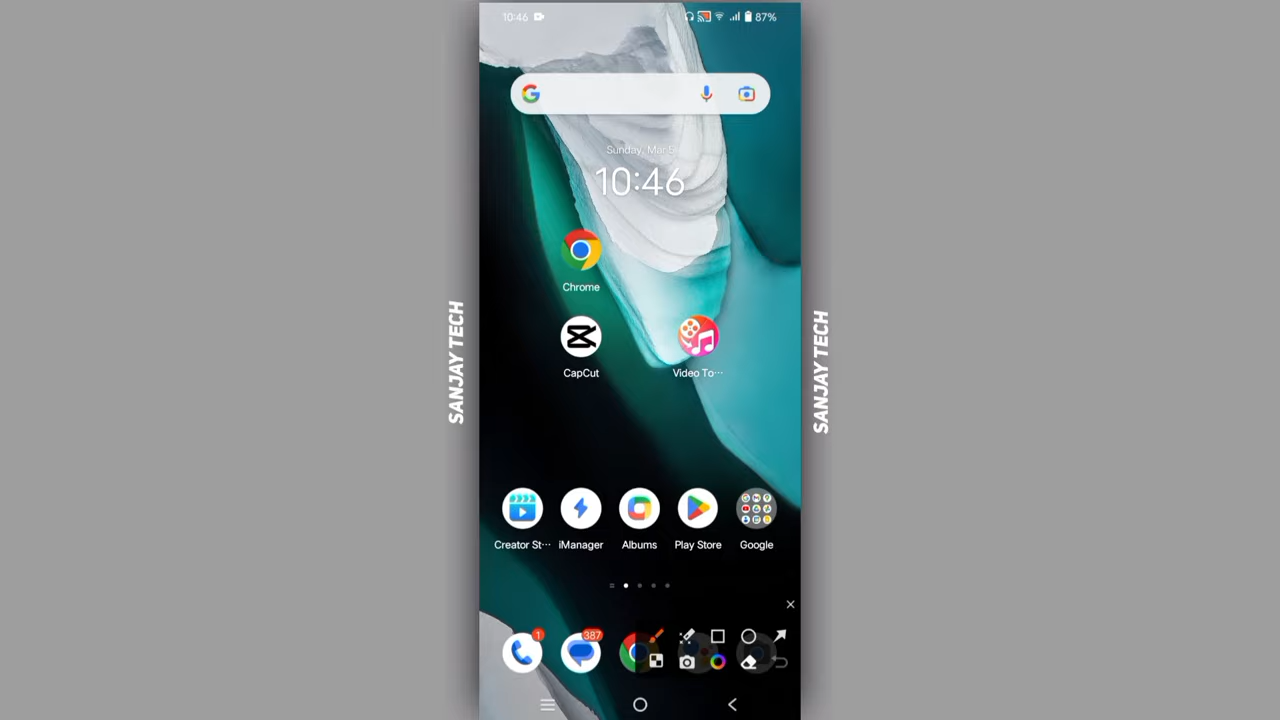 10:46
87%
Sunday, Mar 5
10:46
Chrome
CapCut
Video To···
Creator St···
iManager
Albums
Play Store
Google
1
387
SANJAY TECH
SANJAY TECH